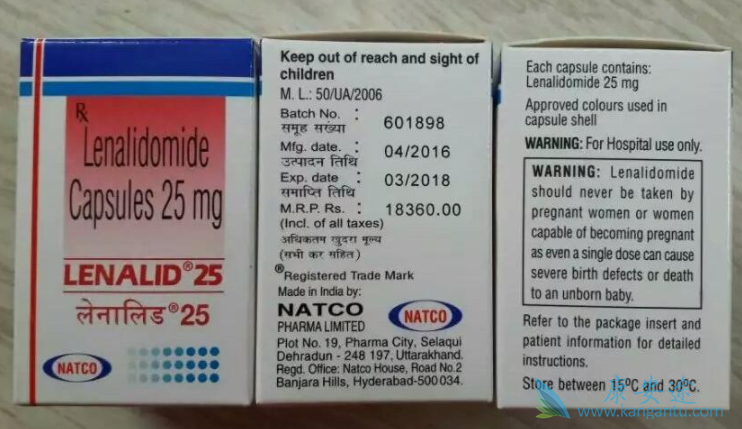 Rx
Lenalidomide
Capsules 25 mg
LENALID®25
लेनालिड®25
NATCO
Keep out of reach and sight of
children
M. L.: 50/UA/2006
Batch No. :
समूह संख्या 601898
Mfg. date. : 04/2016
उत्पादन तिथि
Exp. date : 03/2018
समाप्ति तिथि
M.R.P. Rs. : 18360.00
(Incl. of all taxes)
अधिकतम खुदरा मूल्य
(सभी कर सहित)
®Registered Trade Mark
Made in India by:
NATCO
PHARMA LIMITED
NATCO
Plot No. 19, Pharma City, Selaqui
Dehradun - 248 197, Uttarakhand.
Regd. Office: Natco House, Road No.2
Banjara Hills, Hyderabad-500 034.
Each capsule contains:
Lenalidomide 25 mg
Approved colours used in
capsule shell
WARNING: For Hospital use only.
WARNING: Lenalidomide
should never be taken by
pregnant women or women
capable of becoming pregnant
as even a single dose can cause
severe birth defects or death
to an unborn baby.
Refer to the package insert and
patient information for detailed
instructions.
Store between 15ºC and 30ºC.
康安途
www.kangantu.com